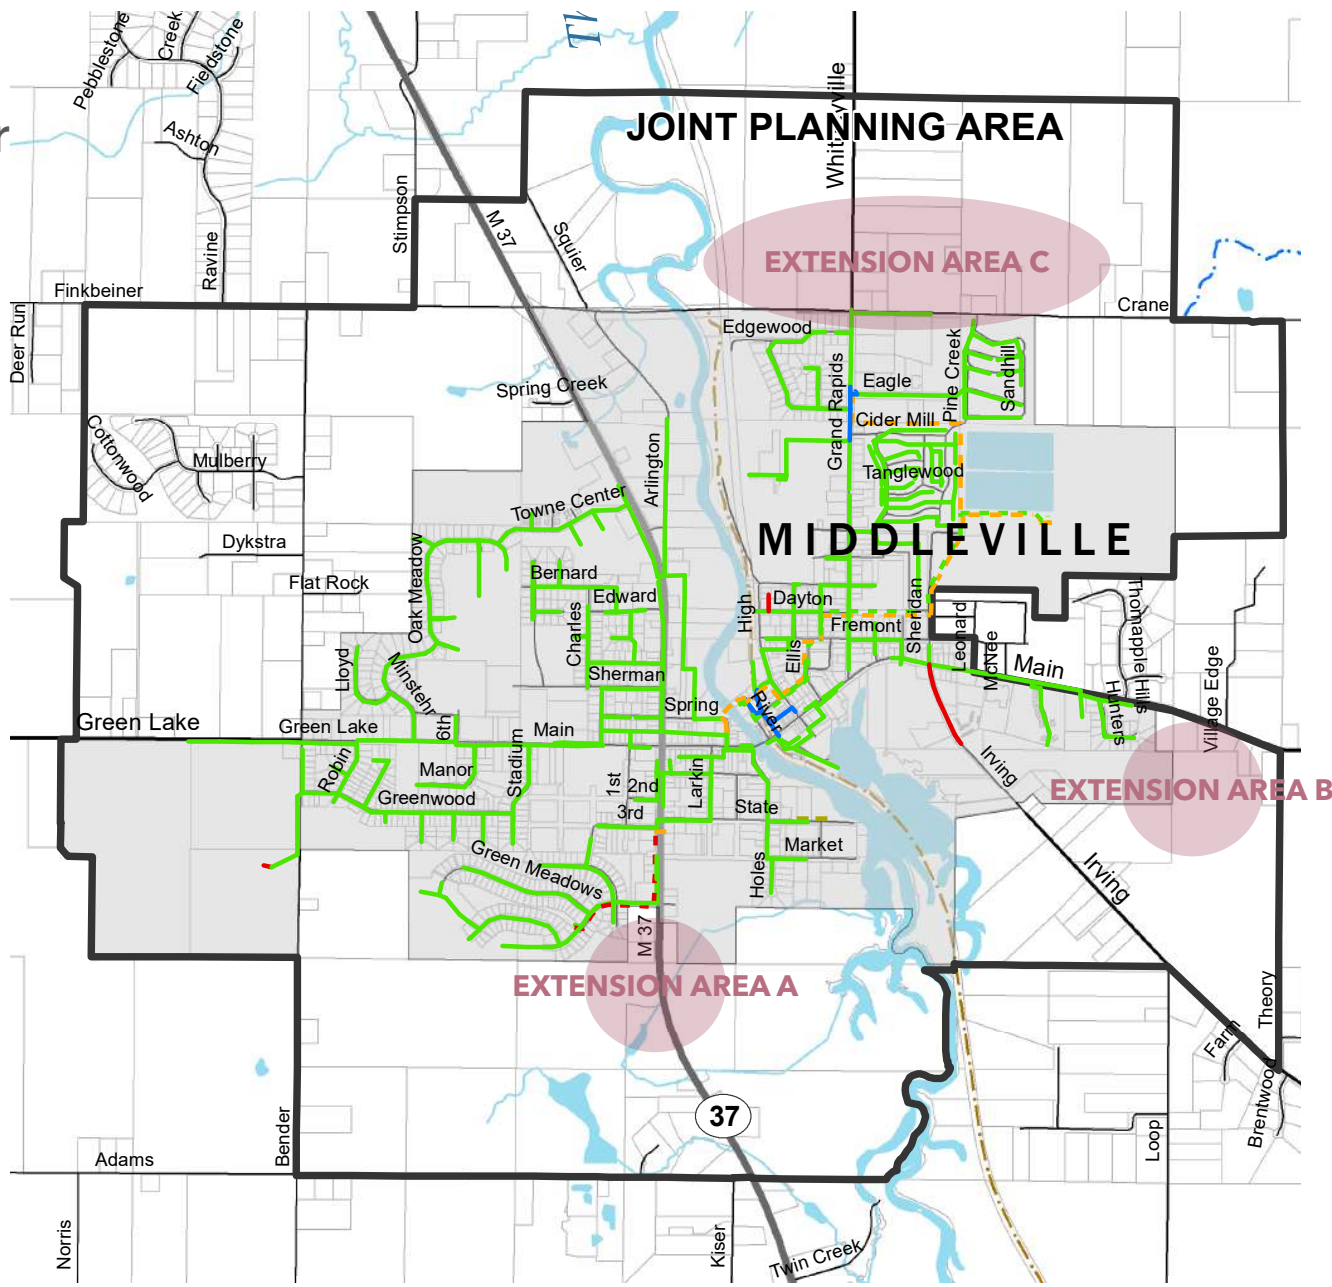 Th
Pebblestone
Creek
Fieldstone
r
Ashton
Ravine
Stimpson
M 37
Squier
JOINT PLANNING AREA
EXTENSION AREA C
Finkbeiner
Crane
Deer Run
Edgewood
Grand Rapids
Eagle
Pine Creek
Sandhill
Spring Creek
Cider Mill
Cottonwood
Mulberry
Arlington
Tanglewood
Towne Center
MIDDLEVILLE
Dykstra
Flat Rock
Oak Meadow
Bernard
Edward
Charles
High
Dayton
Fremont
Sheridan
Leonard
McNee
Main
Thornapple Hills
Hunters
Village Edge
Lloyd
Minstehr
Sherman
Ellis
Spring
River
Green Lake
Green Lake
6th
Main
Stadium
Irving
Robin
Manor
Greenwood
1st
2nd
3rd
Larkin
State
EXTENSION AREA B
Green Meadows
Market
Holes
Irving
M 37
EXTENSION AREA A
Theory
Farm
Brentwood
37
Bender
Loop
Adams
Norris
Kiser
Twin Creek